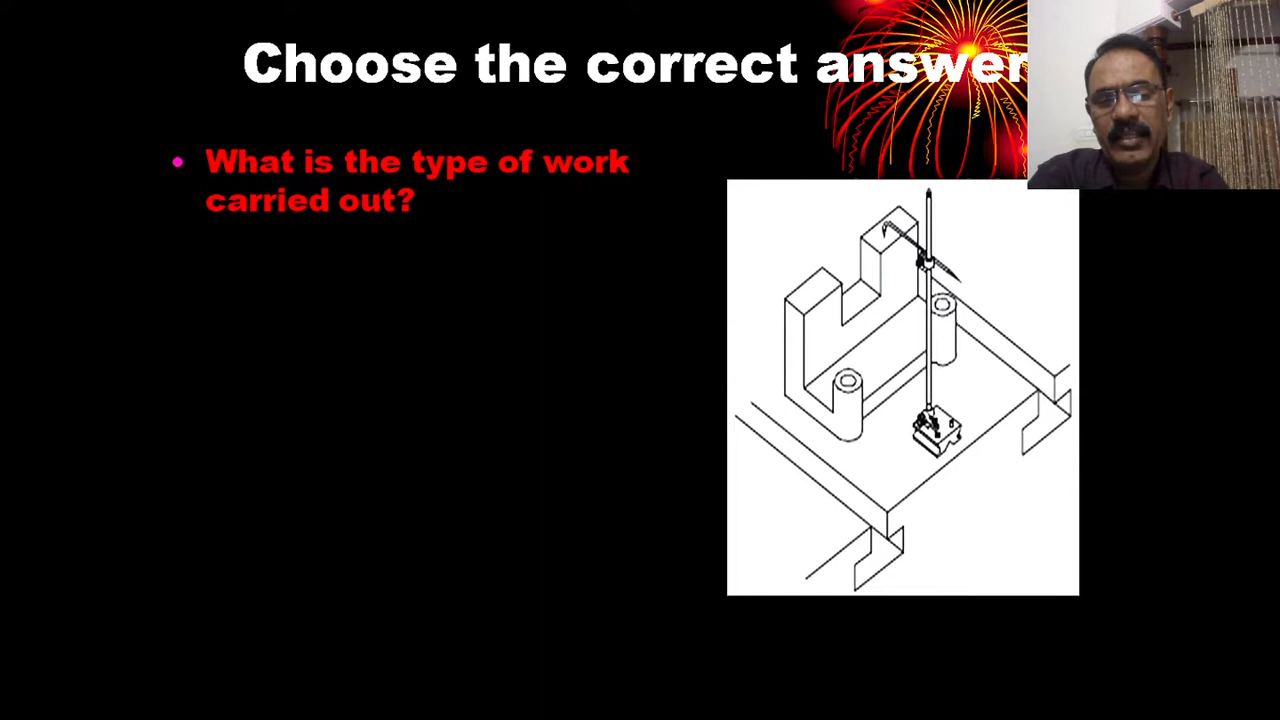 Choose the correct answer
• What is the type of work
carried out?